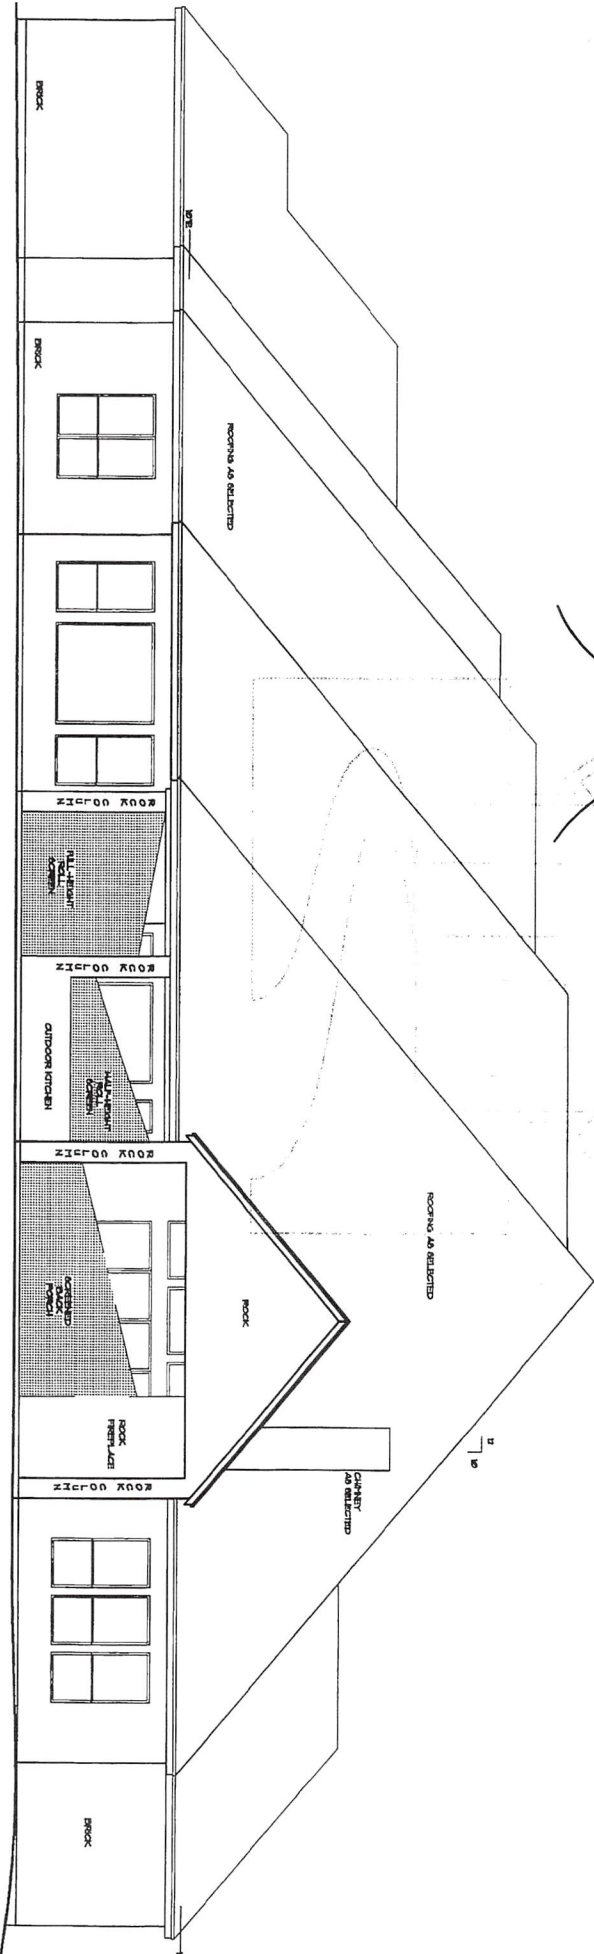 BRICK
BRICK
ROOFING AS SELECTED
ROCK COLUMN
FULL-HEIGHT
ROLL
SCREEN
ROCK COLUMN
OUTDOOR KITCHEN
HALF-HEIGHT
ROLL
SCREEN
ROCK COLUMN
ROOFING AS SELECTED
ROCK
SCREENED
BACK
PORCH
ROCK
FIREPLACE
CHIMNEY
AS SELECTED
12
ROCK COLUMN
BRICK